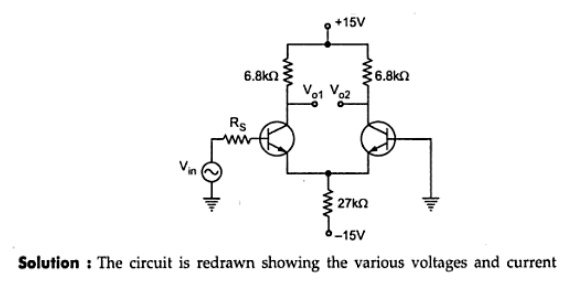 +15V
6.8kΩ
6.8kΩ
Vo1 Vo2
RS
Vin
27kΩ
–15V
Solution : The circuit is redrawn showing the various voltages and current